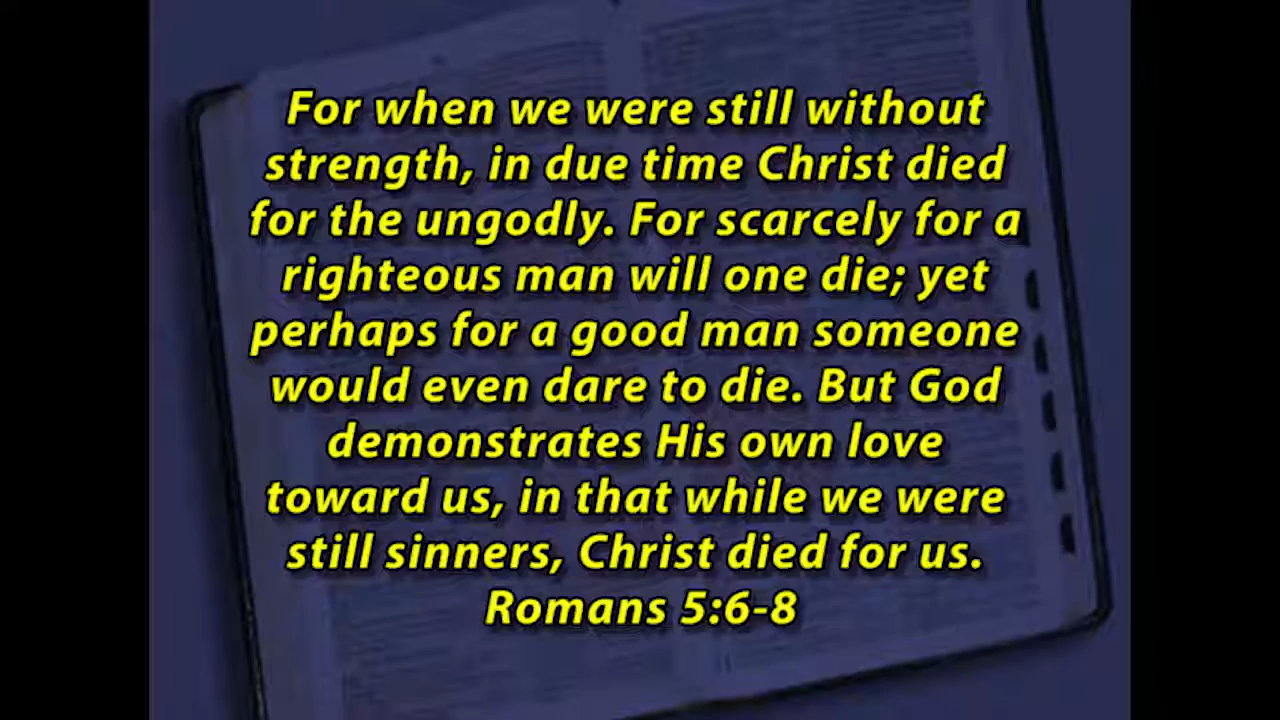 For when we were still without
strength, in due time Christ died
for the ungodly. For scarcely for a
righteous man will one die; yet
perhaps for a good man someone
would even dare to die. But God
demonstrates His own love
toward us, in that while we were
still sinners, Christ died for us.
Romans 5:6-8